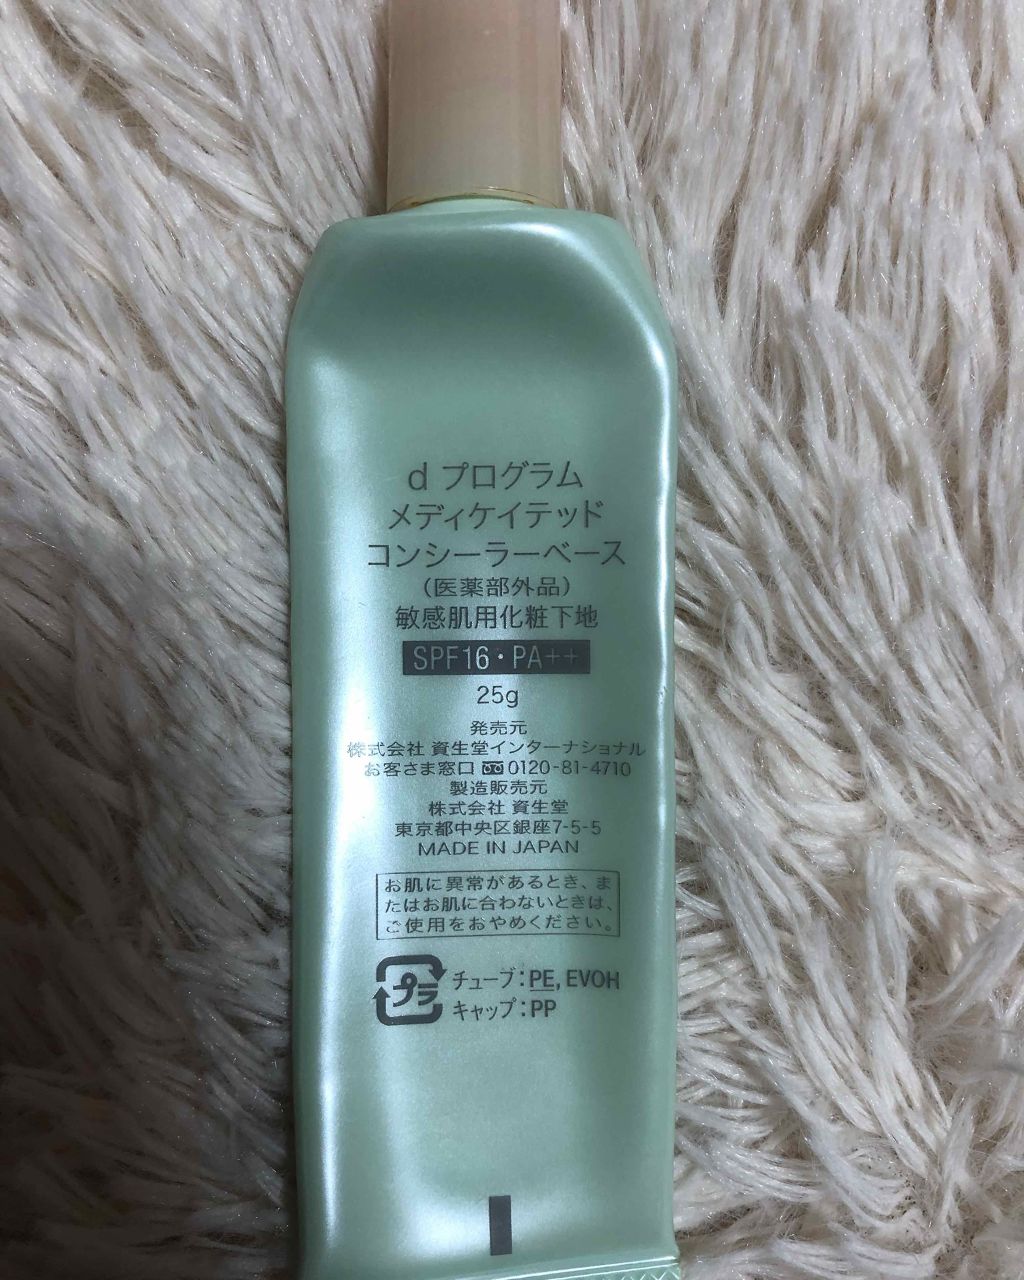 d プログラム
メディケイテッド
コンシーラーベース
(医薬部外品)
敏感肌用化粧下地
SPF16・PA++
25g
発売元
株式会社 資生堂インターナショナル
お客さま窓口 0120-81-4710
製造販売元
株式会社 資生堂
東京都中央区銀座7-5-5
MADE IN JAPAN
お肌に異常があるとき、ま
たはお肌に合わないときは、
ご使用をおやめください。
プラ チューブ:PE, EVOH
キャップ:PP